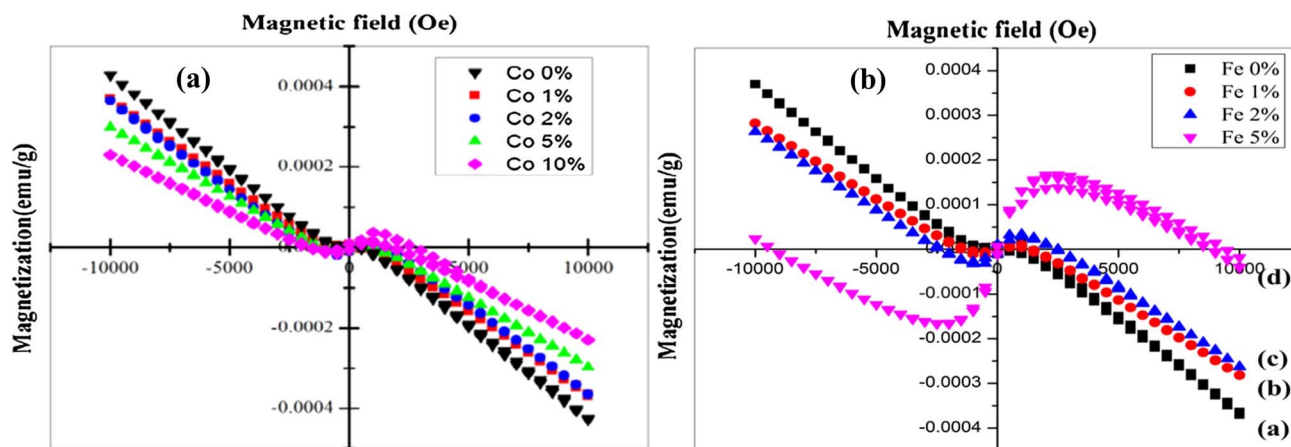 Magnetic field (Oe)
(a)
Co 0%
Co 1%
Co 2%
Co 5%
Co 10%
0.0004
0.0002
0.0000
-0.0002
-0.0004
-10000
-5000
0
5000
10000
Magnetization(emu/g)
Magnetic field (Oe)
(b)
Fe 0%
Fe 1%
Fe 2%
Fe 5%
0.0004
0.0003
0.0002
0.0001
-0.0001
-0.0002
-0.0003
-0.0004
-10000
-5000
0
5000
10000
Magnetization(emu/g)
(d)
(c)
(b)
(a)